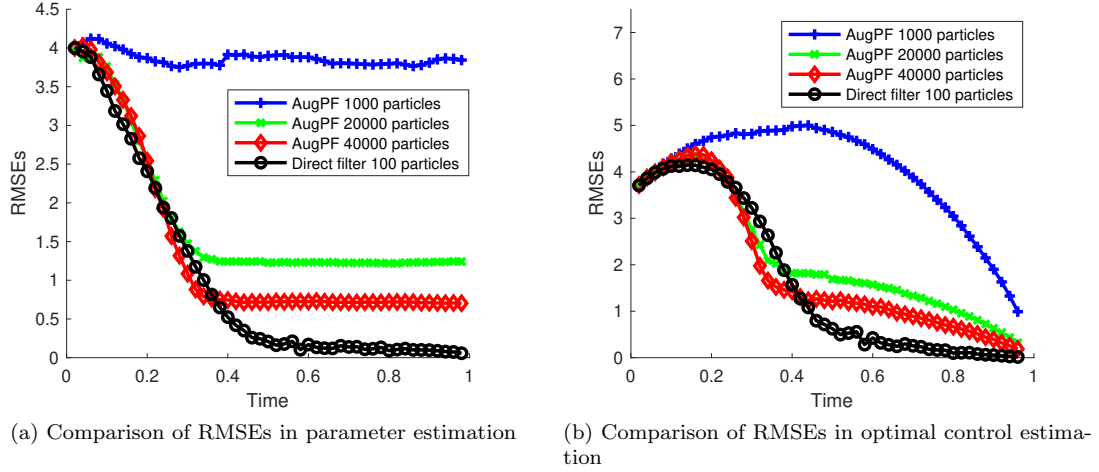 4.5
4
3.5
3
2.5
2
1.5
1
0.5
0
RMSEs
AugPF 1000 particles
AugPF 20000 particles
AugPF 40000 particles
Direct filter 100 particles
0
0.2
0.4
0.6
0.8
1
Time
(a) Comparison of RMSEs in parameter estimation
7
6
5
4
3
2
1
0
RMSEs
AugPF 1000 particles
AugPF 20000 particles
AugPF 40000 particles
Direct filter 100 particles
0
0.2
0.4
0.6
0.8
1
Time
(b) Comparison of RMSEs in optimal control estima-
tion